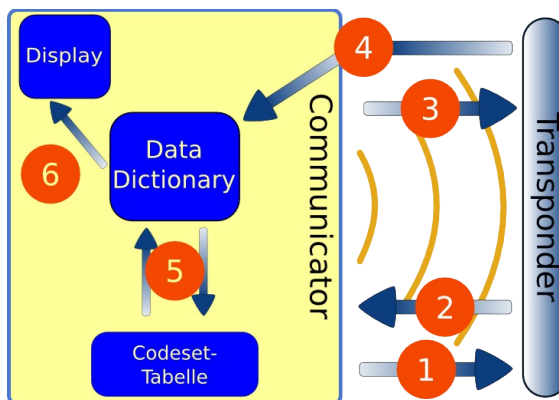 Display
4
3
Data
Dictionary
Communicator
Transponder
6
5
2
Codeset-
Tabelle
1